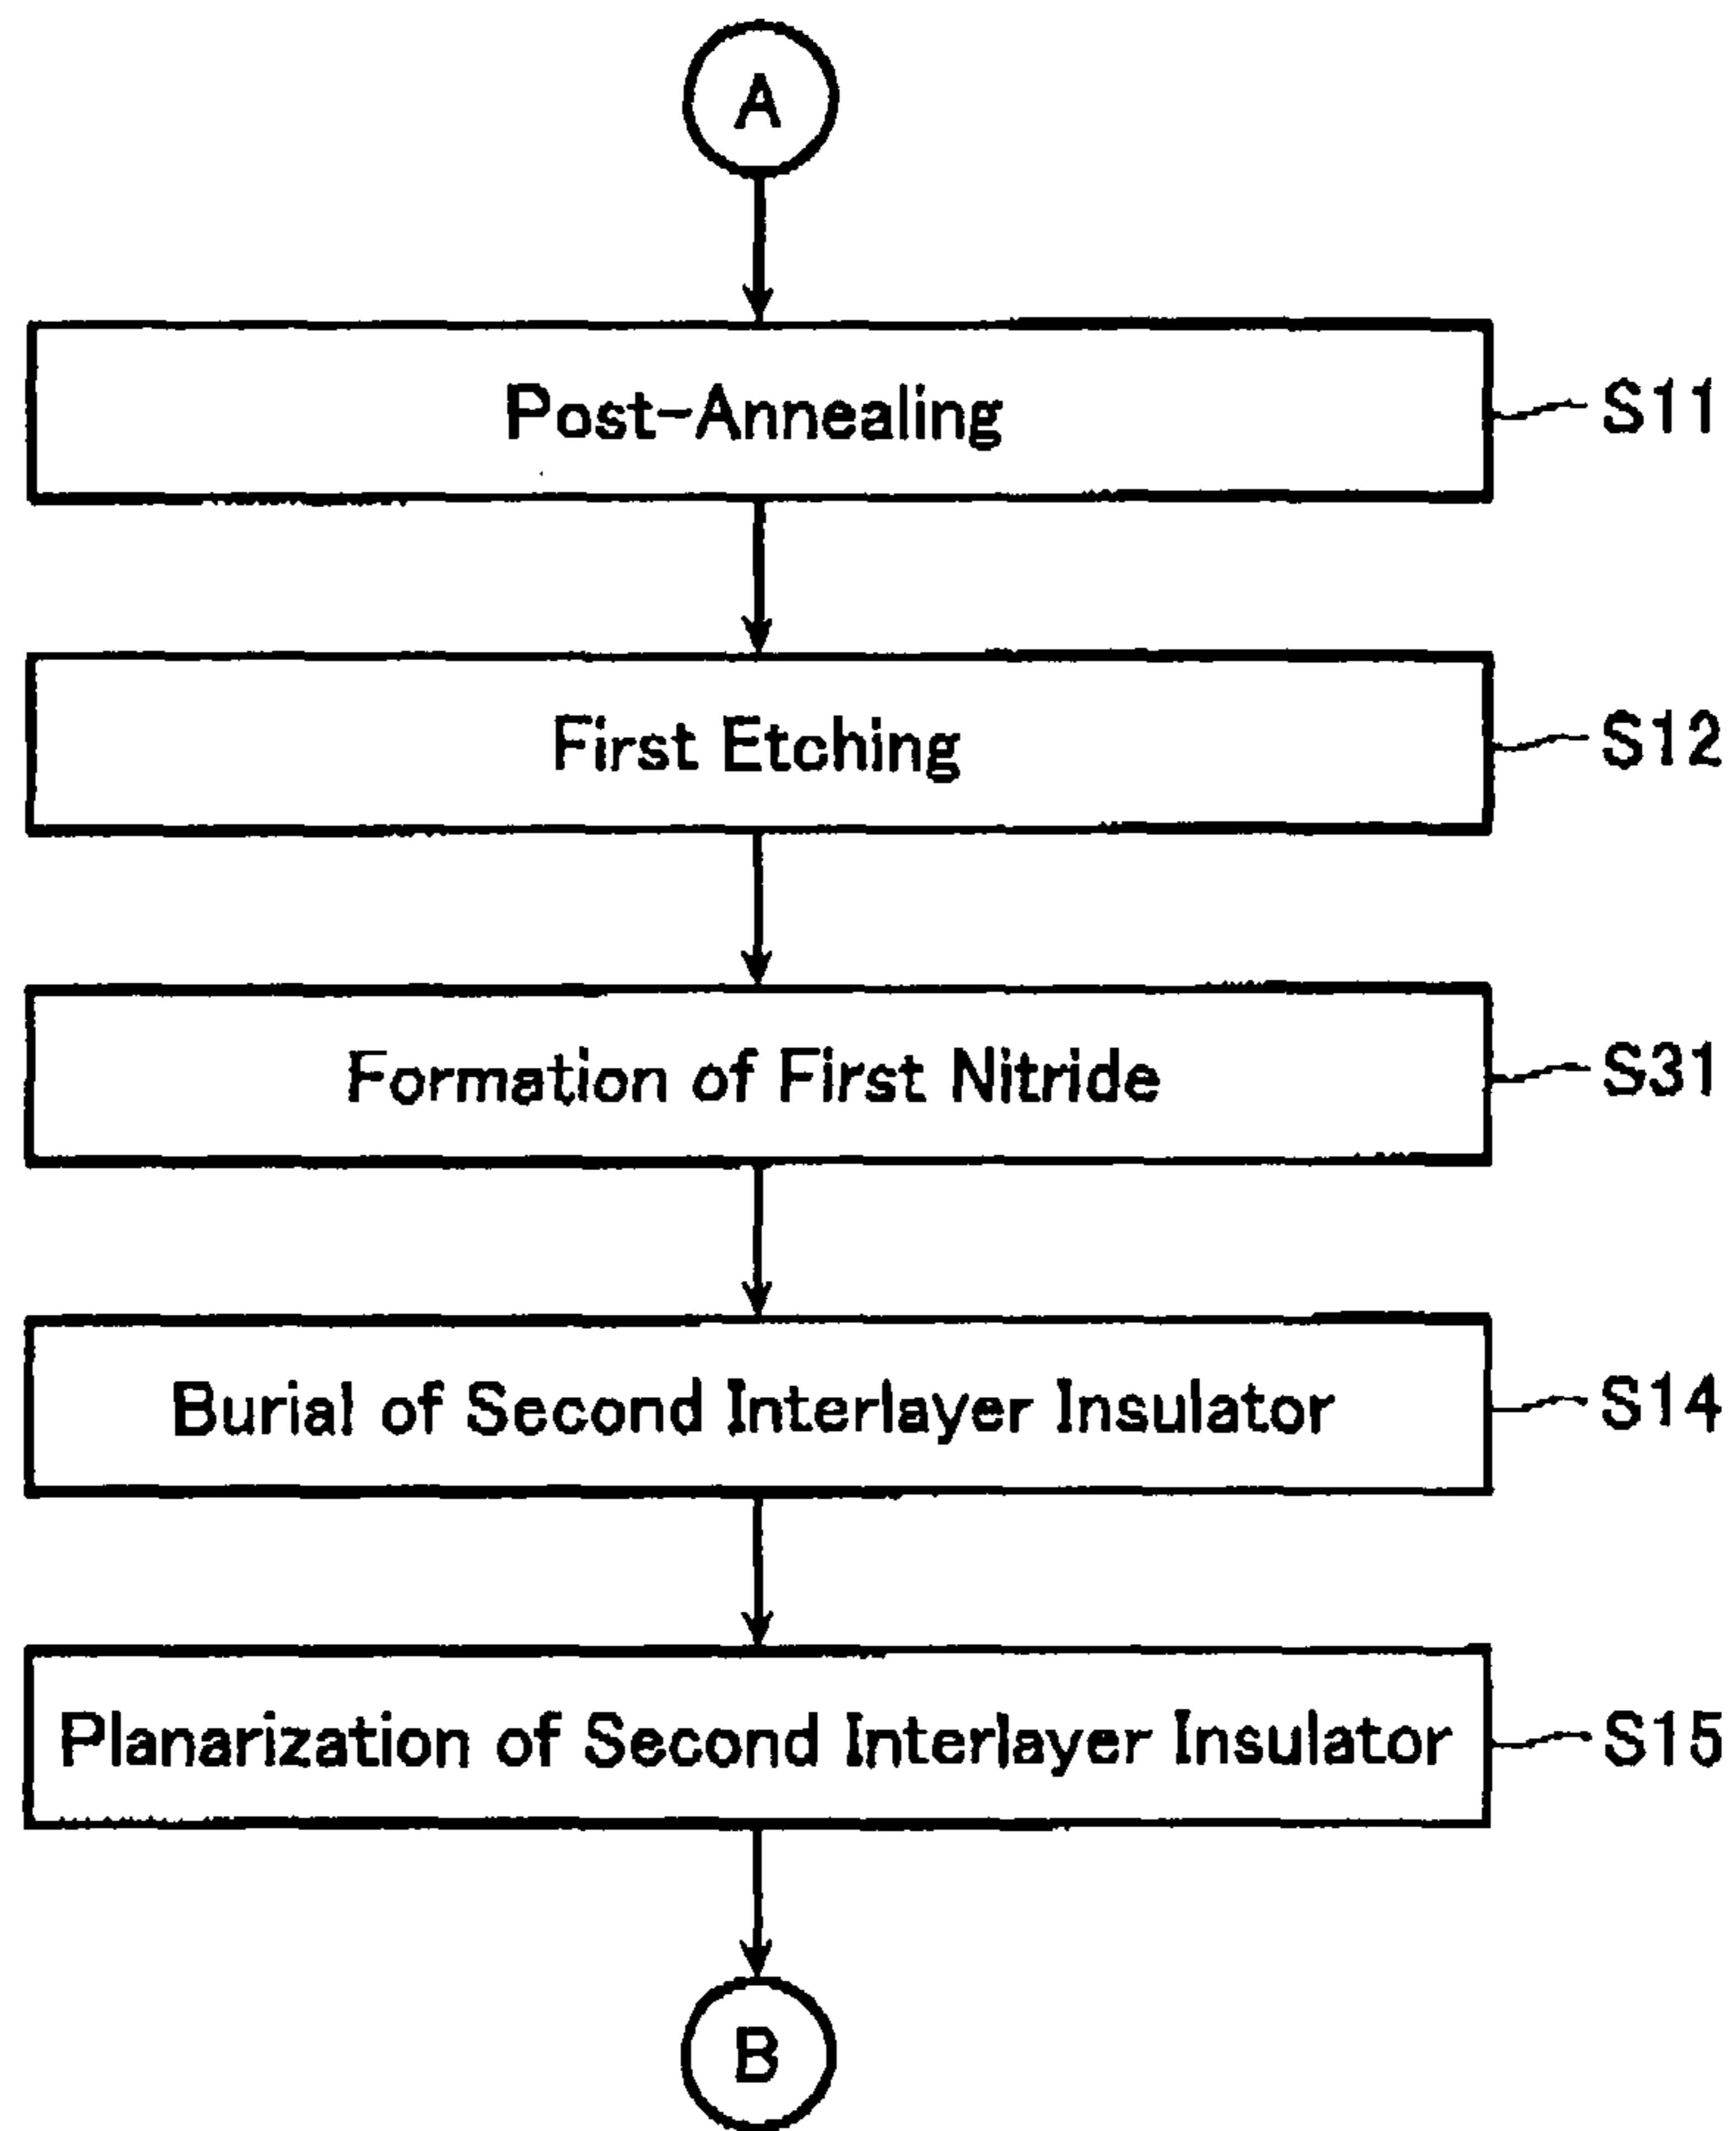 A
Post-Annealing S11
First Etching S12
Formation of First Nitride S31
Burial of Second Interlayer Insulator S14
Planarization of Second Interlayer Insulator S15
B